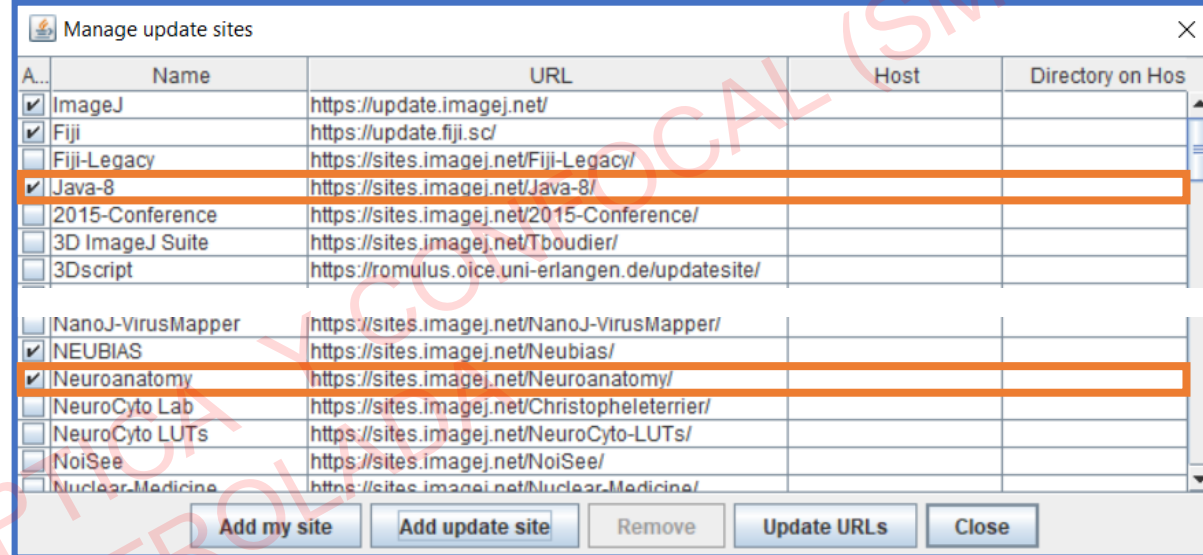 Manage update sites
A... Name URL Host Directory on Hos
ImageJ https://update.imagej.net/
Fiji https://update.fiji.sc/
Fiji-Legacy https://sites.imagej.net/Fiji-Legacy/
Java-8 https://sites.imagej.net/Java-8/
2015-Conference https://sites.imagej.net/2015-Conference/
3D ImageJ Suite https://sites.imagej.net/Tboudier/
3Dscript https://romulus.oice.uni-erlangen.de/updatesite/
NanoJ-VirusMapper https://sites.imagej.net/NanoJ-VirusMapper/
NEUBIAS https://sites.imagej.net/Neubias/
Neuroanatomy https://sites.imagej.net/Neuroanatomy/
NeuroCyto Lab https://sites.imagej.net/Christopheleterrier/
NeuroCyto LUTs https://sites.imagej.net/NeuroCyto-LUTs/
NoiSee https://sites.imagej.net/NoiSee/
Nuclear-Medicine https://sites.imagej.net/Nuclear-Medicine/
Add my site Add update site Remove Update URLs Close
Y CONFOCAL